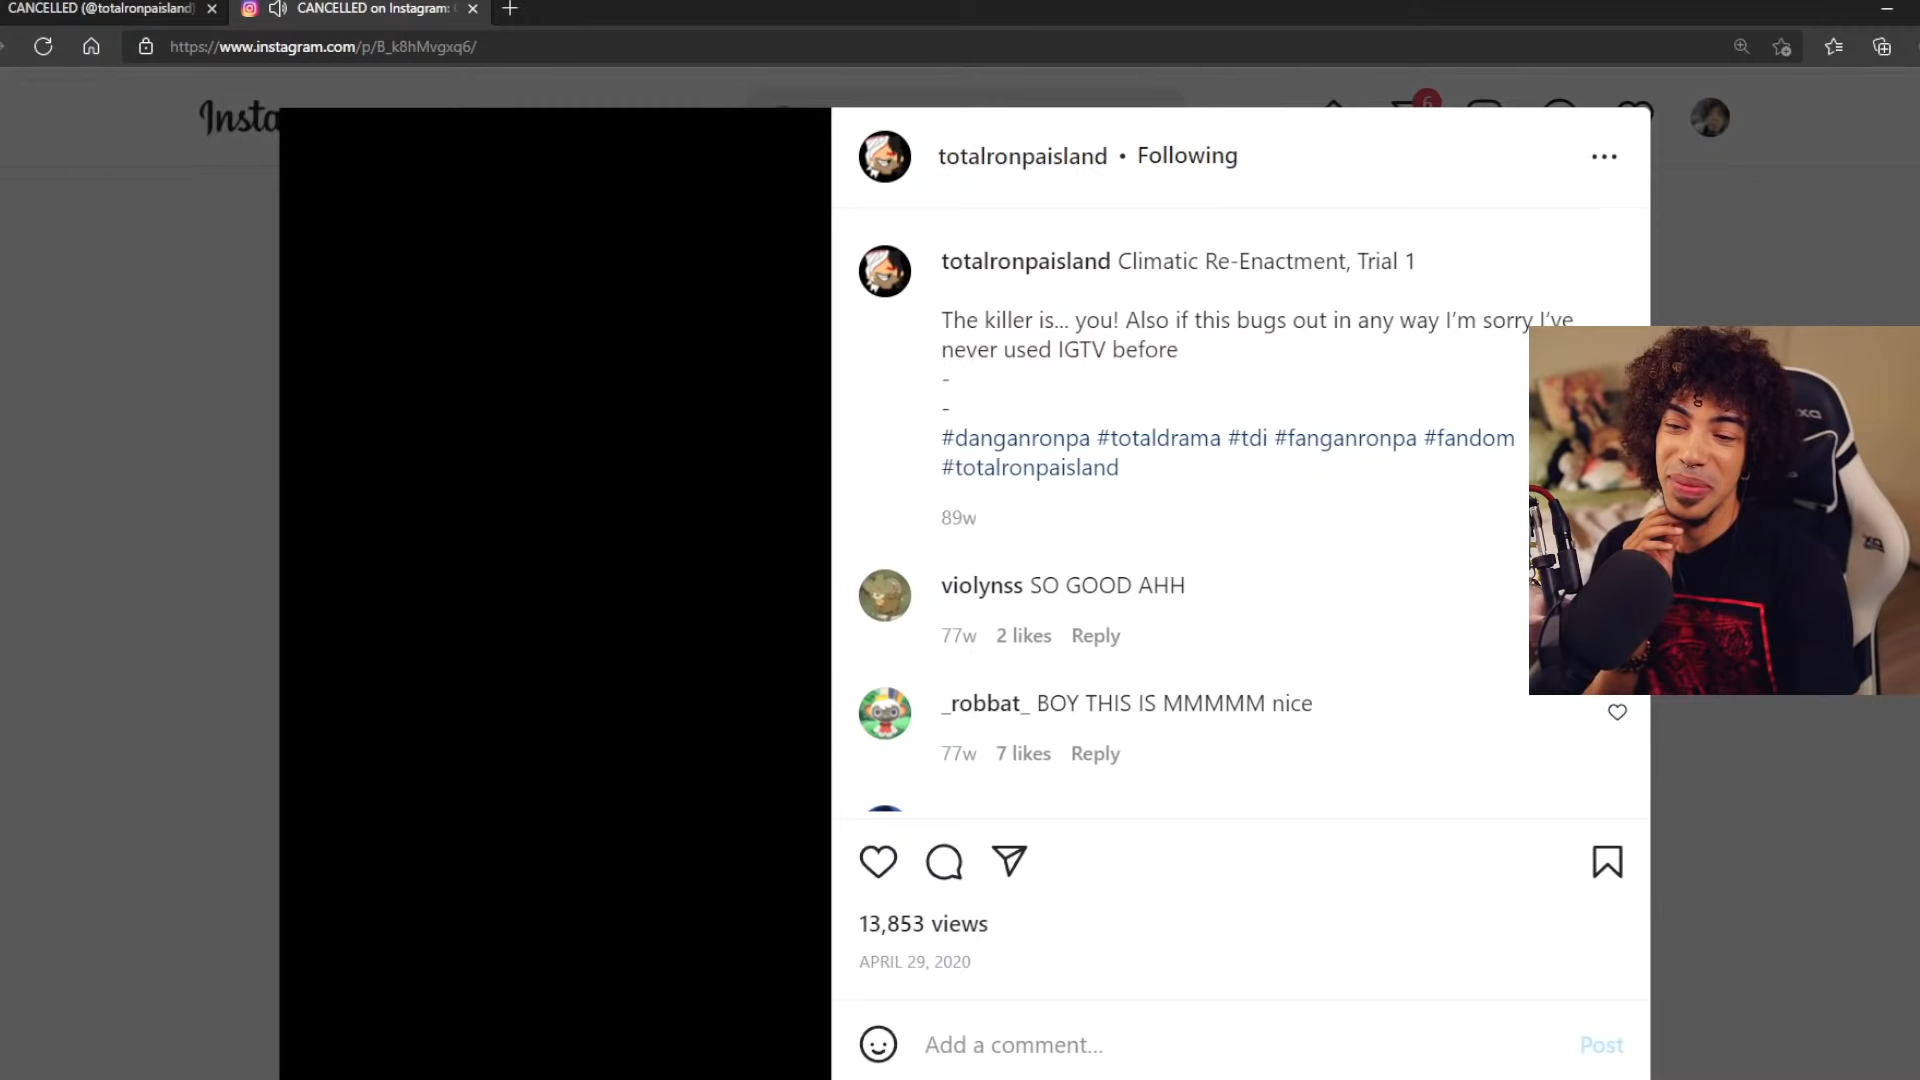 CANCELLED (@totalronpaisland)
CANCELLED on Instagram:
https://www.instagram.com/p/B_k8hMvgxq6/
Insta
6
totalronpaisland • Following
totalronpaisland Climatic Re-Enactment, Trial 1
The killer is... you! Also if this bugs out in any way I'm sorry I've
never used IGTV before
-
-
#danganronpa #totaldrama #tdi #fanganronpa #fandom
#totalronpaisland
89w
violynss SO GOOD AHH
77w 2 likes Reply
_robbat_ BOY THIS IS MMMMM nice
77w 7 likes Reply
13,853 views
APRIL 29, 2020
Add a comment...
Post